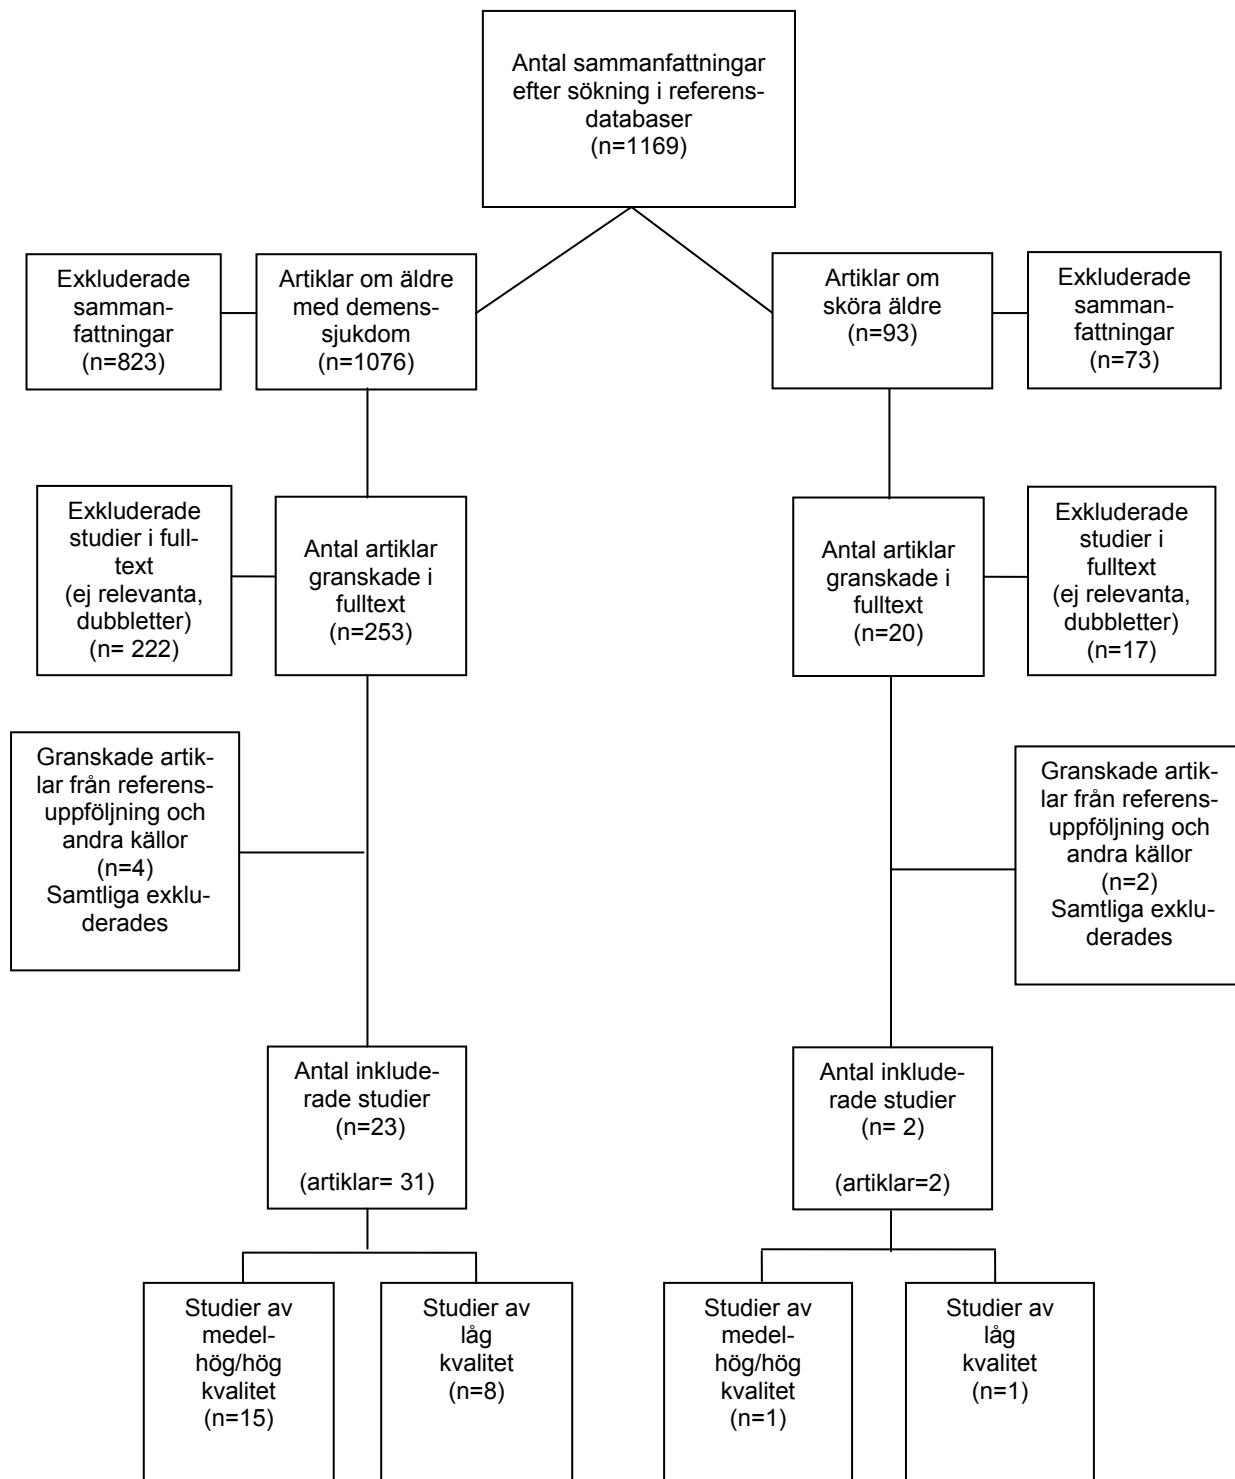 Antal sammanfattningar
efter sökning i referens-
databaser
(n=1169)
Exkluderade
samman-
fattningar
(n=823)
Artiklar om äldre
med demens-
sjukdom
(n=1076)
Artiklar om
sköra äldre
(n=93)
Exkluderade
samman-
fattningar
(n=73)
Exkluderade
studier i full-
text
(ej relevanta,
dubbletter)
(n= 222)
Antal artiklar
granskade i
fulltext
(n=253)
Antal artiklar
granskade i
fulltext
(n=20)
Exkluderade
studier i
fulltext
(ej relevanta,
dubbletter)
(n=17)
Granskade artik-
lar från referens-
uppföljning och
andra källor
(n=4)
Samtliga exklu-
derades
Granskade artik-
lar från referens-
uppföljning och
andra källor
(n=2)
Samtliga exklu-
derades
Antal inklude-
rade studier
(n=23)
(artiklar= 31)
Antal inklude-
rade studier
(n= 2)
(artiklar=2)
Studier av
medel-
hög/hög
kvalitet
(n=15)
Studier av
låg
kvalitet
(n=8)
Studier av
medel-
hög/hög
kvalitet
(n=1)
Studier av
låg
kvalitet
(n=1)